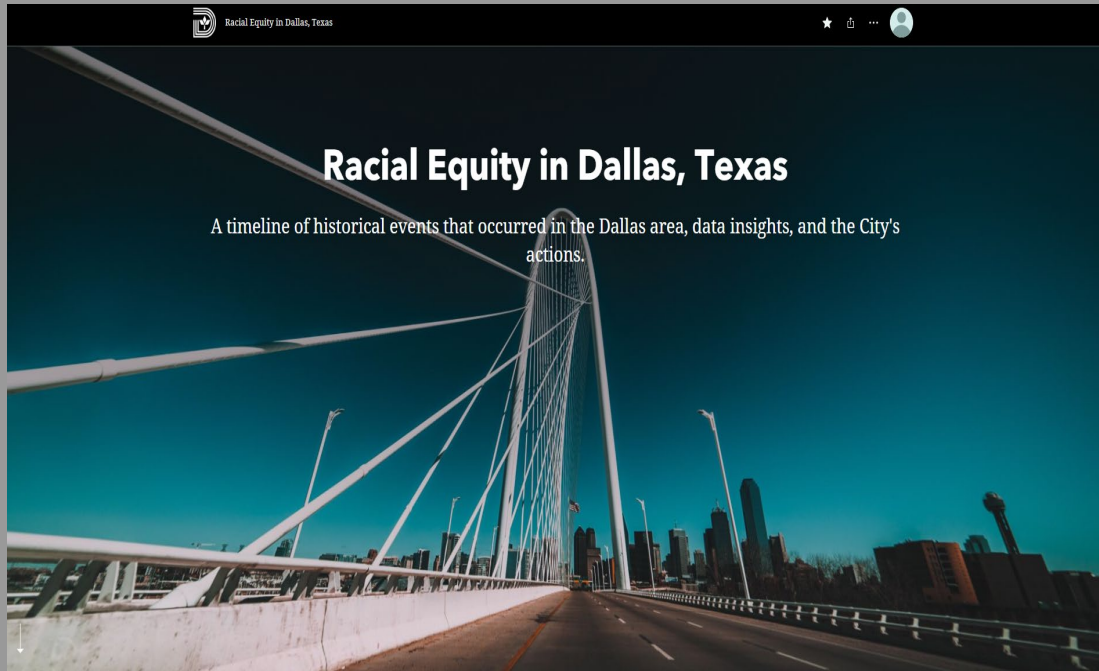 Racial Equity in Dallas, Texas
Racial Equity in Dallas, Texas
A timeline of historical events that occurred in the Dallas area, data insights, and the City's
actions.